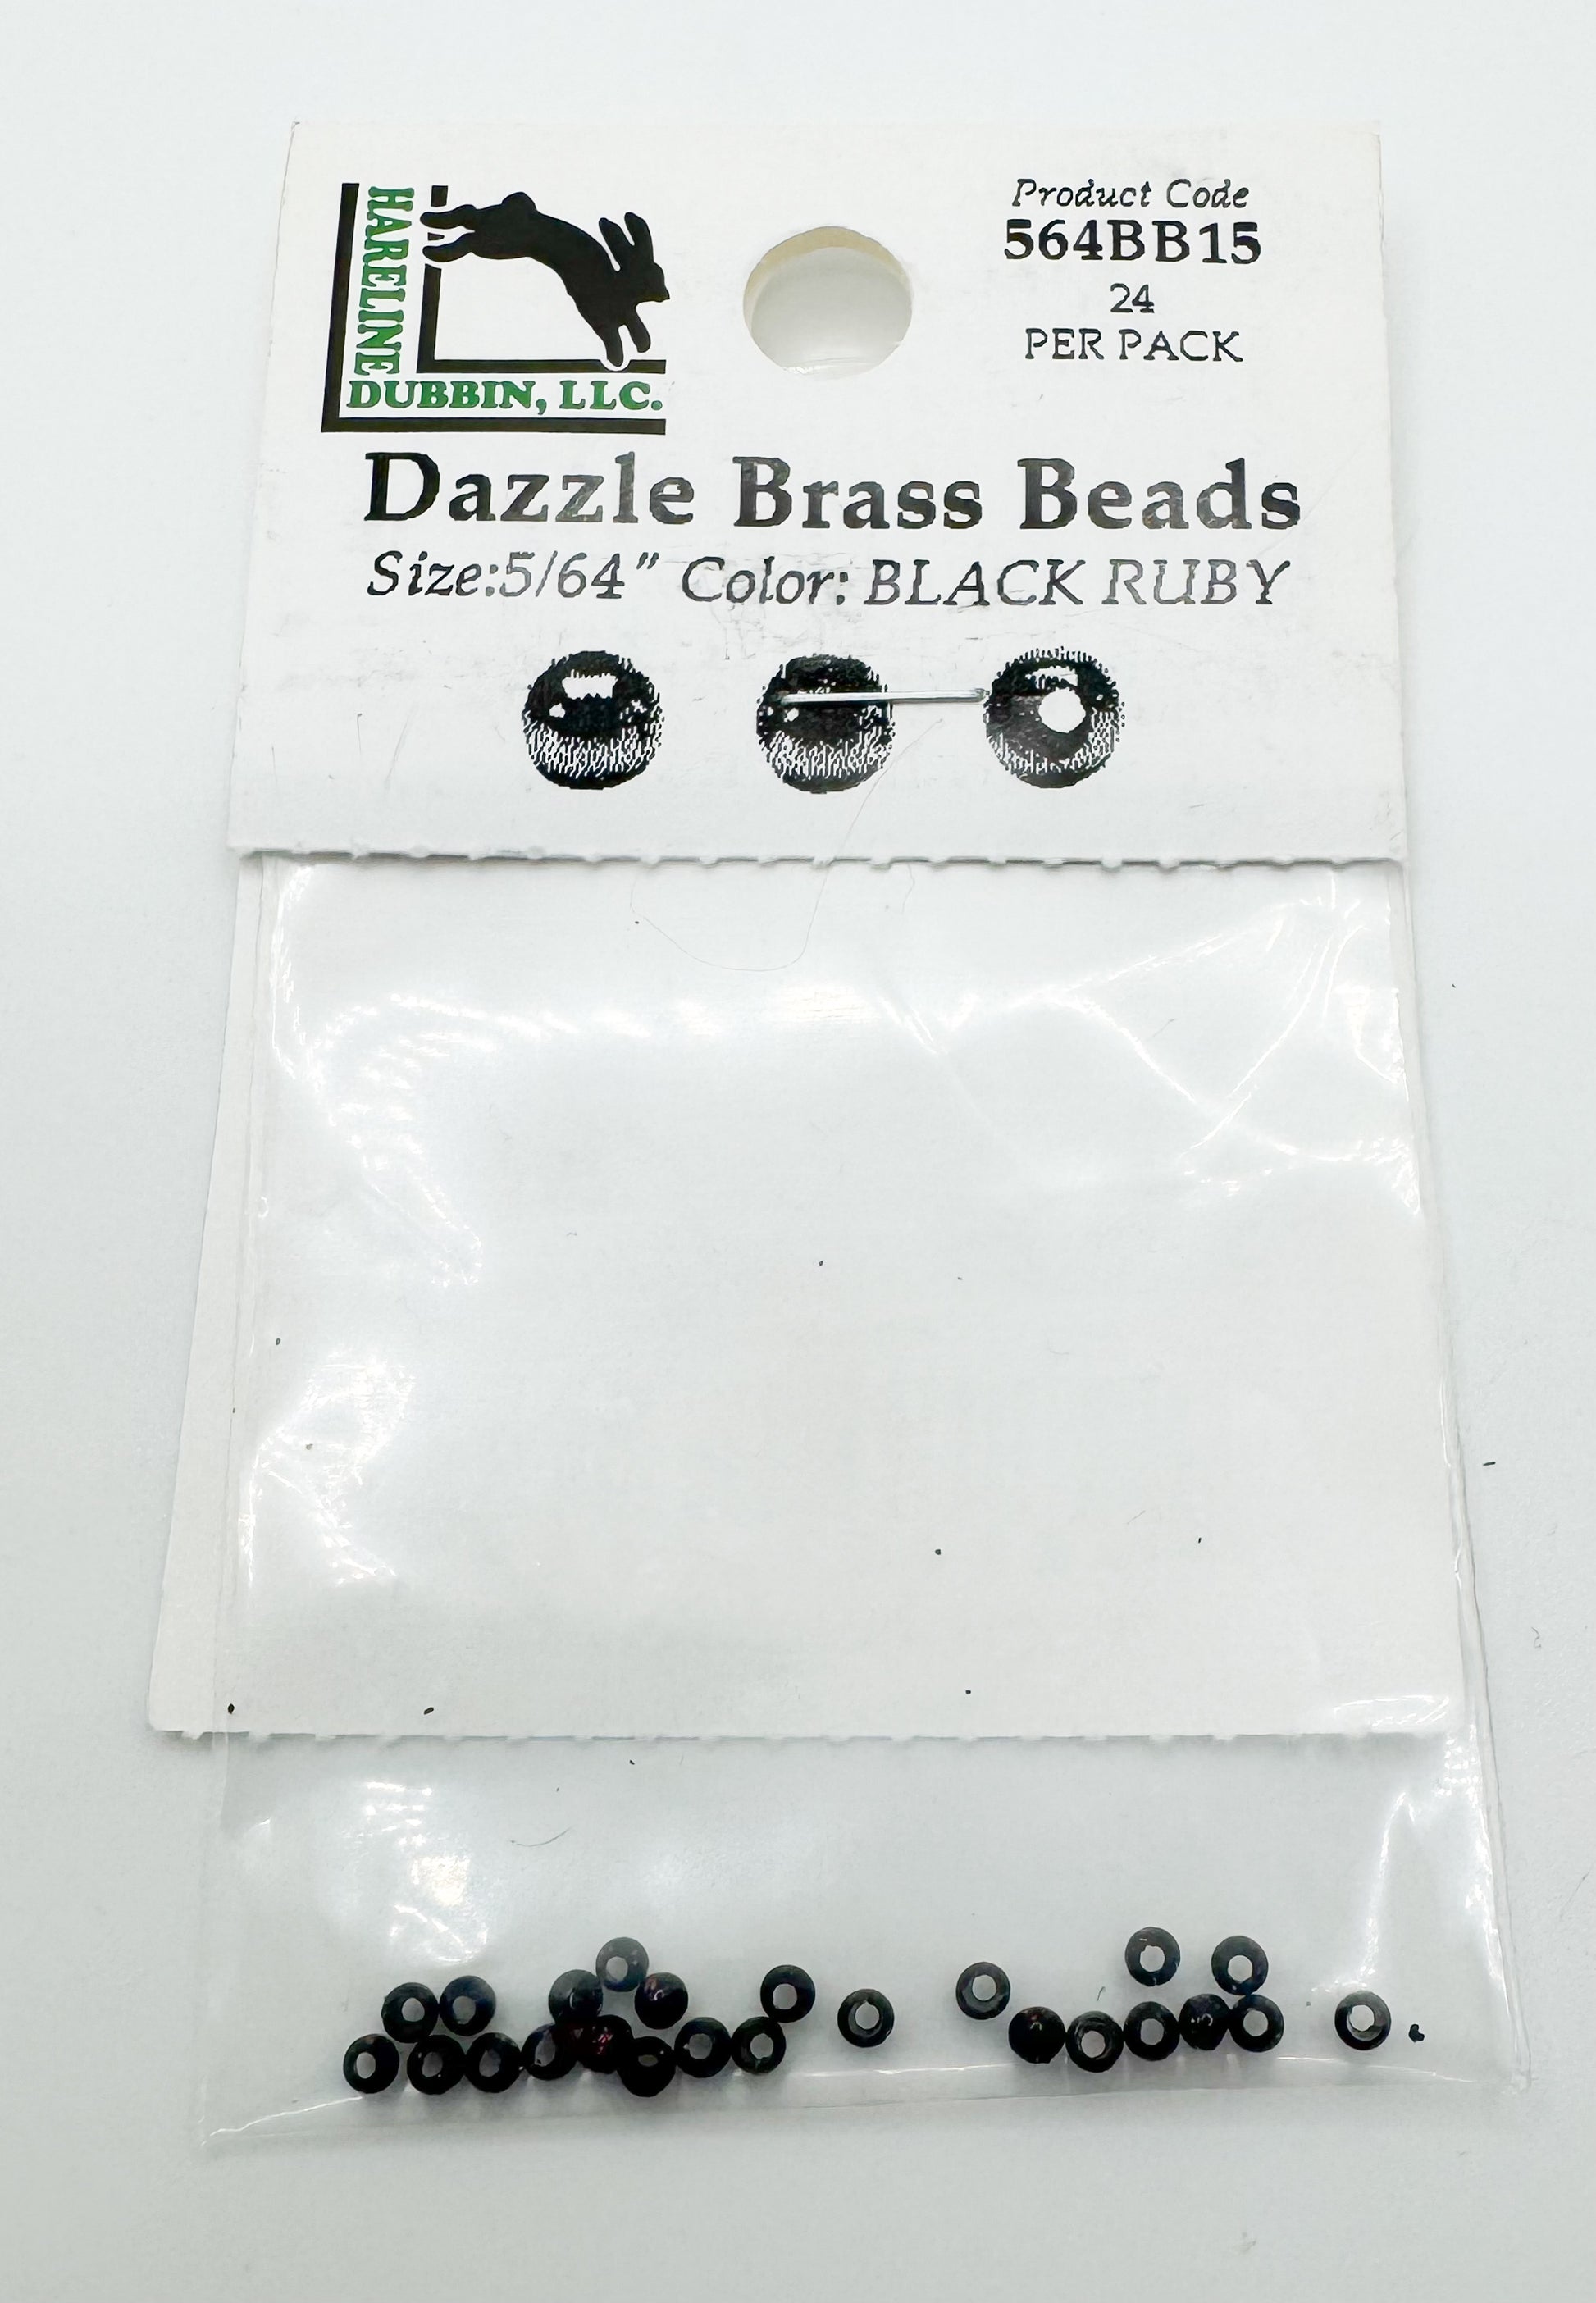 HARELINE
DUBBIN, LLC.
Product Code
564BB15
24
PER PACK
Dazzle Brass Beads
Size:5/64" Color: BLACK RUBY